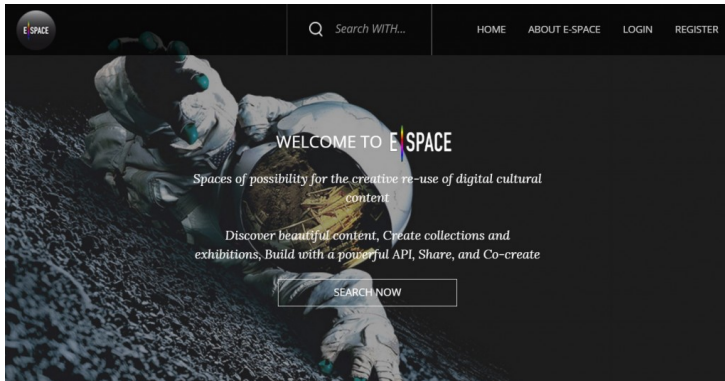 E SPACE
Search WITH...
HOME
ABOUT E-SPACE
LOGIN
REGISTER
WELCOME TO E SPACE
Spaces of possibility for the creative re-use of digital cultural
content
Discover beautiful content, Create collections and
exhibitions, Build with a powerful API, Share, and Co-create
SEARCH NOW